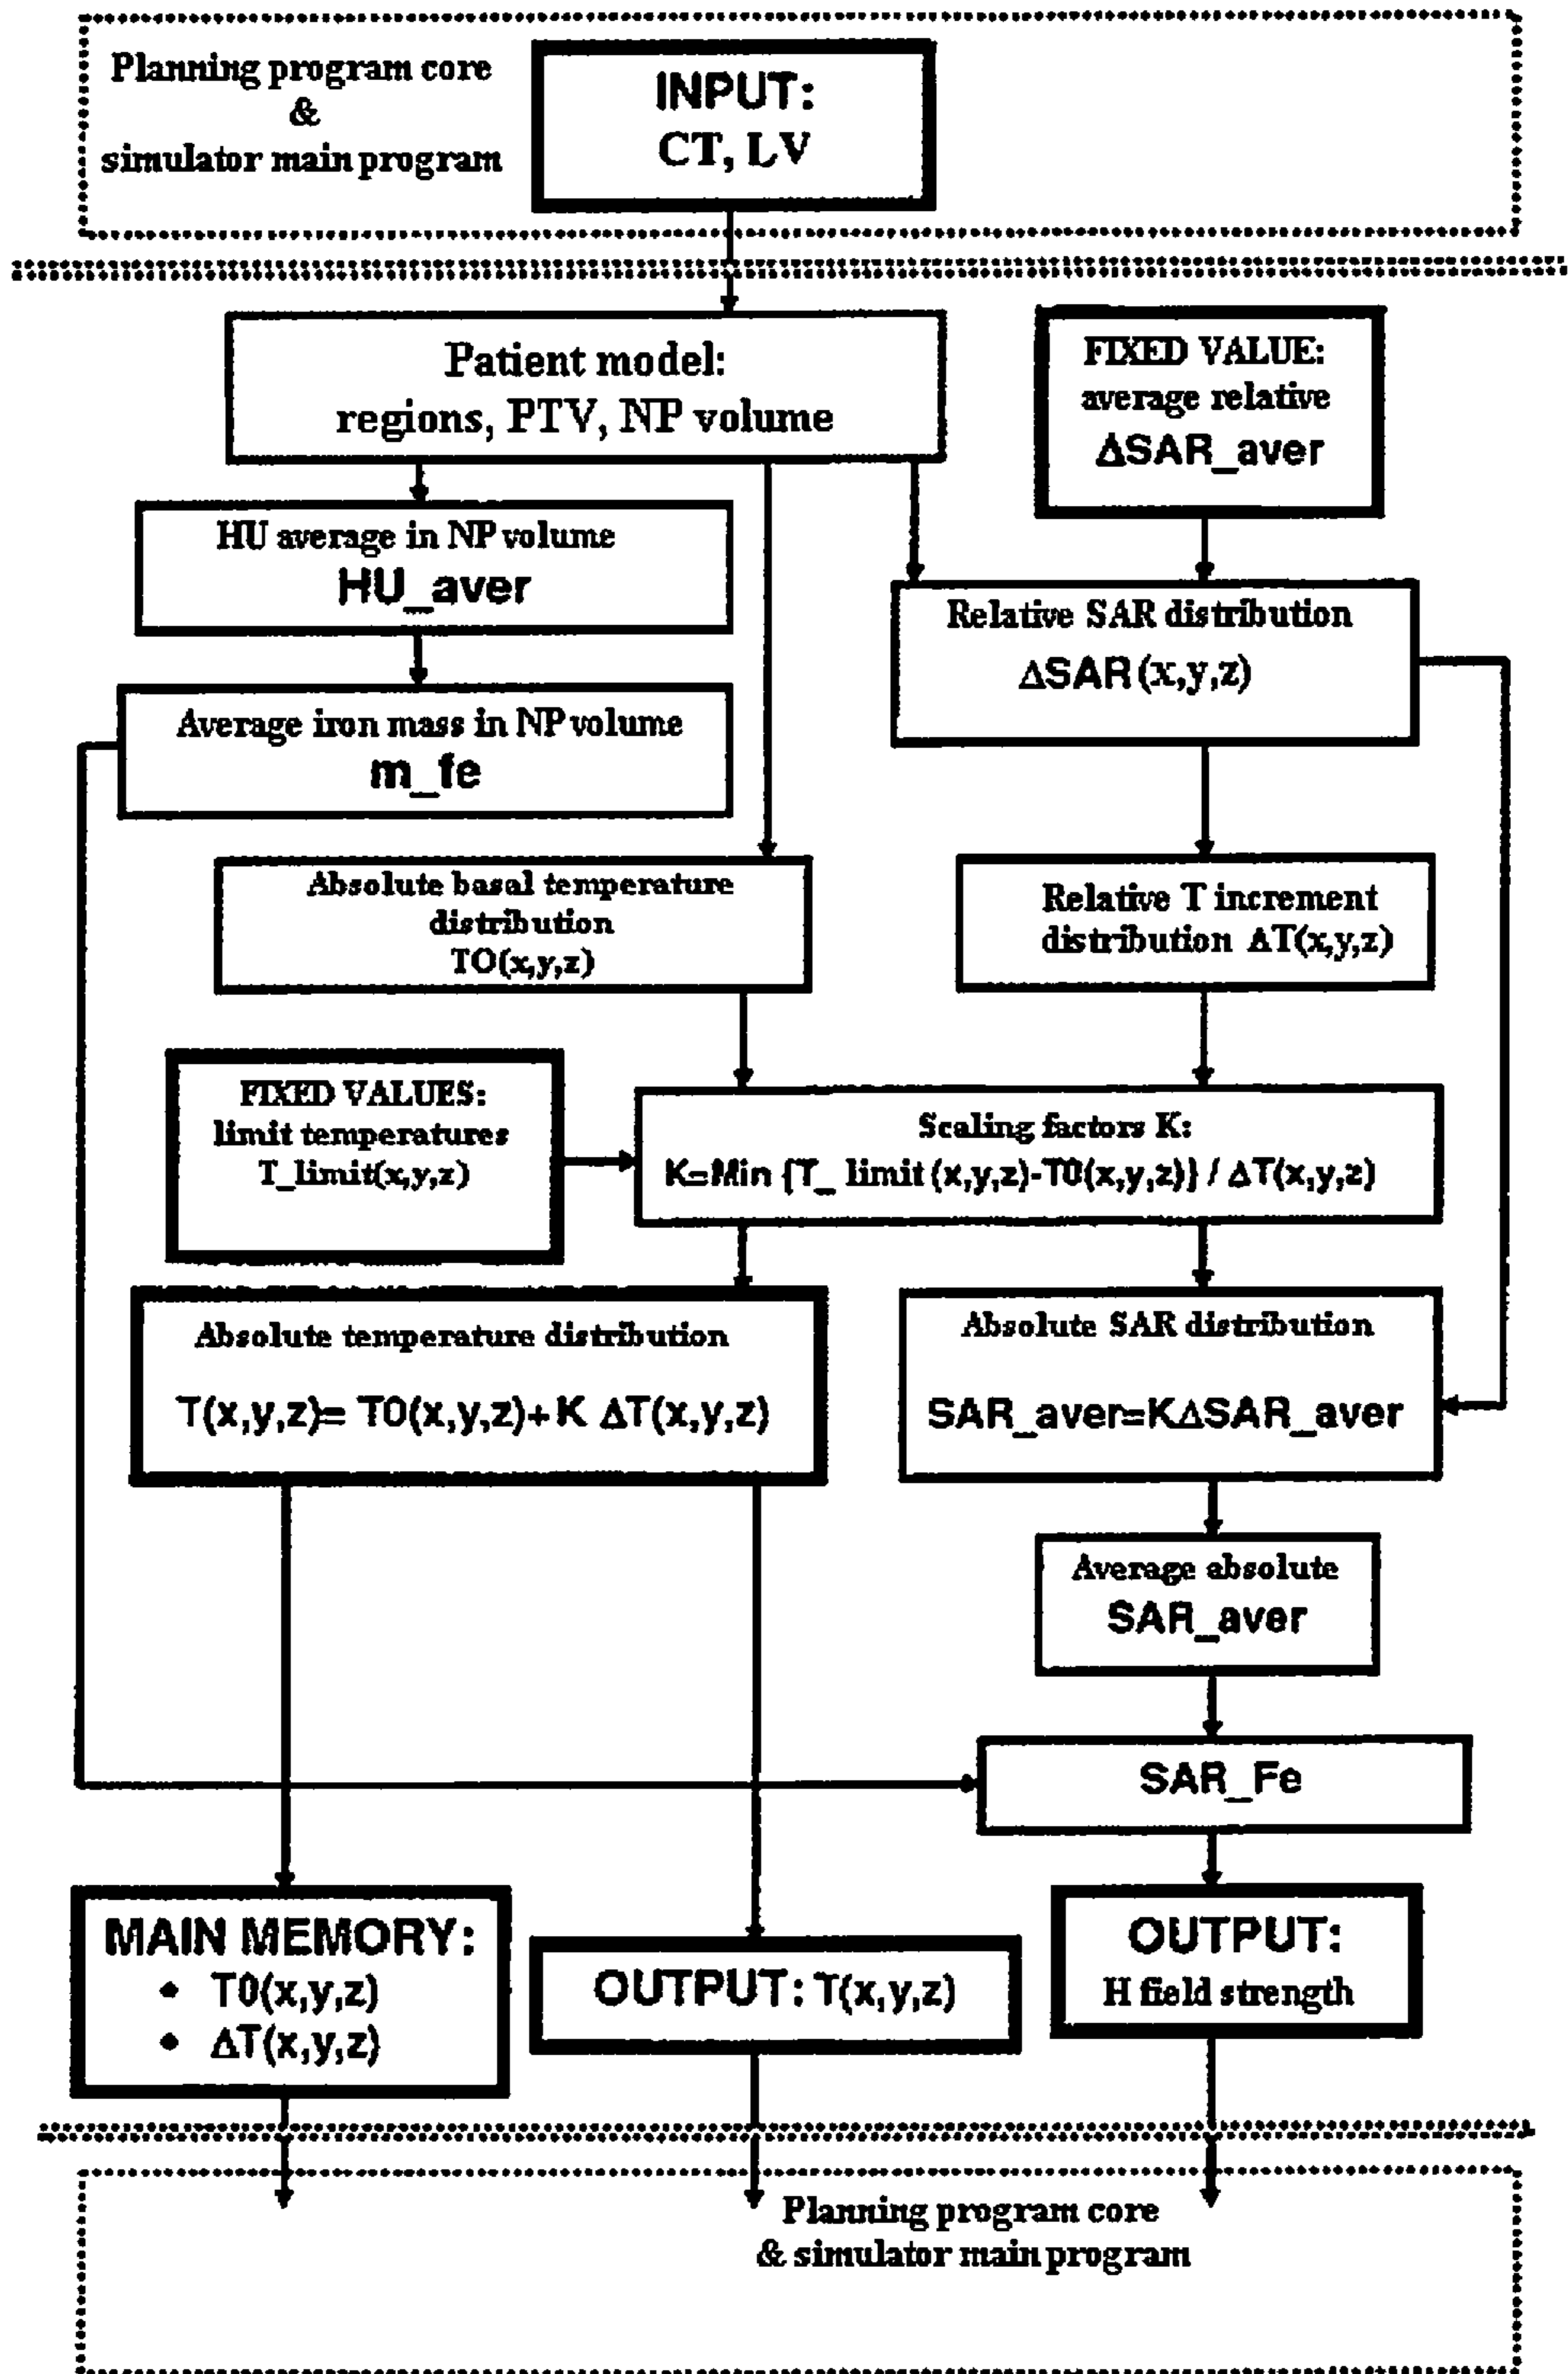 Planning program core
&
simulator main program
INPUT:
CT, LV
Patient model:
regions, PTV, NP volume
FIXED VALUE:
average relative
ΔSAR_aver
HU average in NP volume
HU_aver
Relative SAR distribution
ΔSAR(x,y,z)
Average iron mass in NP volume
m_fe
Absolute basal temperature
distribution
TO(x,y,z)
Relative T increment
distribution ΔT(x,y,z)
FIXED VALUES:
limit temperatures
T_limit(x,y,z)
Scaling factors K:
K=Min {T_ limit (x,y,z)-T0(x,y,z)} / ΔT(x,y,z)
Absolute temperature distribution
T(x,y,z)= T0(x,y,z)+K ΔT(x,y,z)
Absolute SAR distribution
SAR_aver=KΔSAR_aver
Average absolute
SAR_aver
SAR_Fe
MAIN MEMORY:
• T0(x,y,z)
• ΔT(x,y,z)
OUTPUT: T(x,y,z)
OUTPUT:
H field strength
Planning program core
& simulator main program